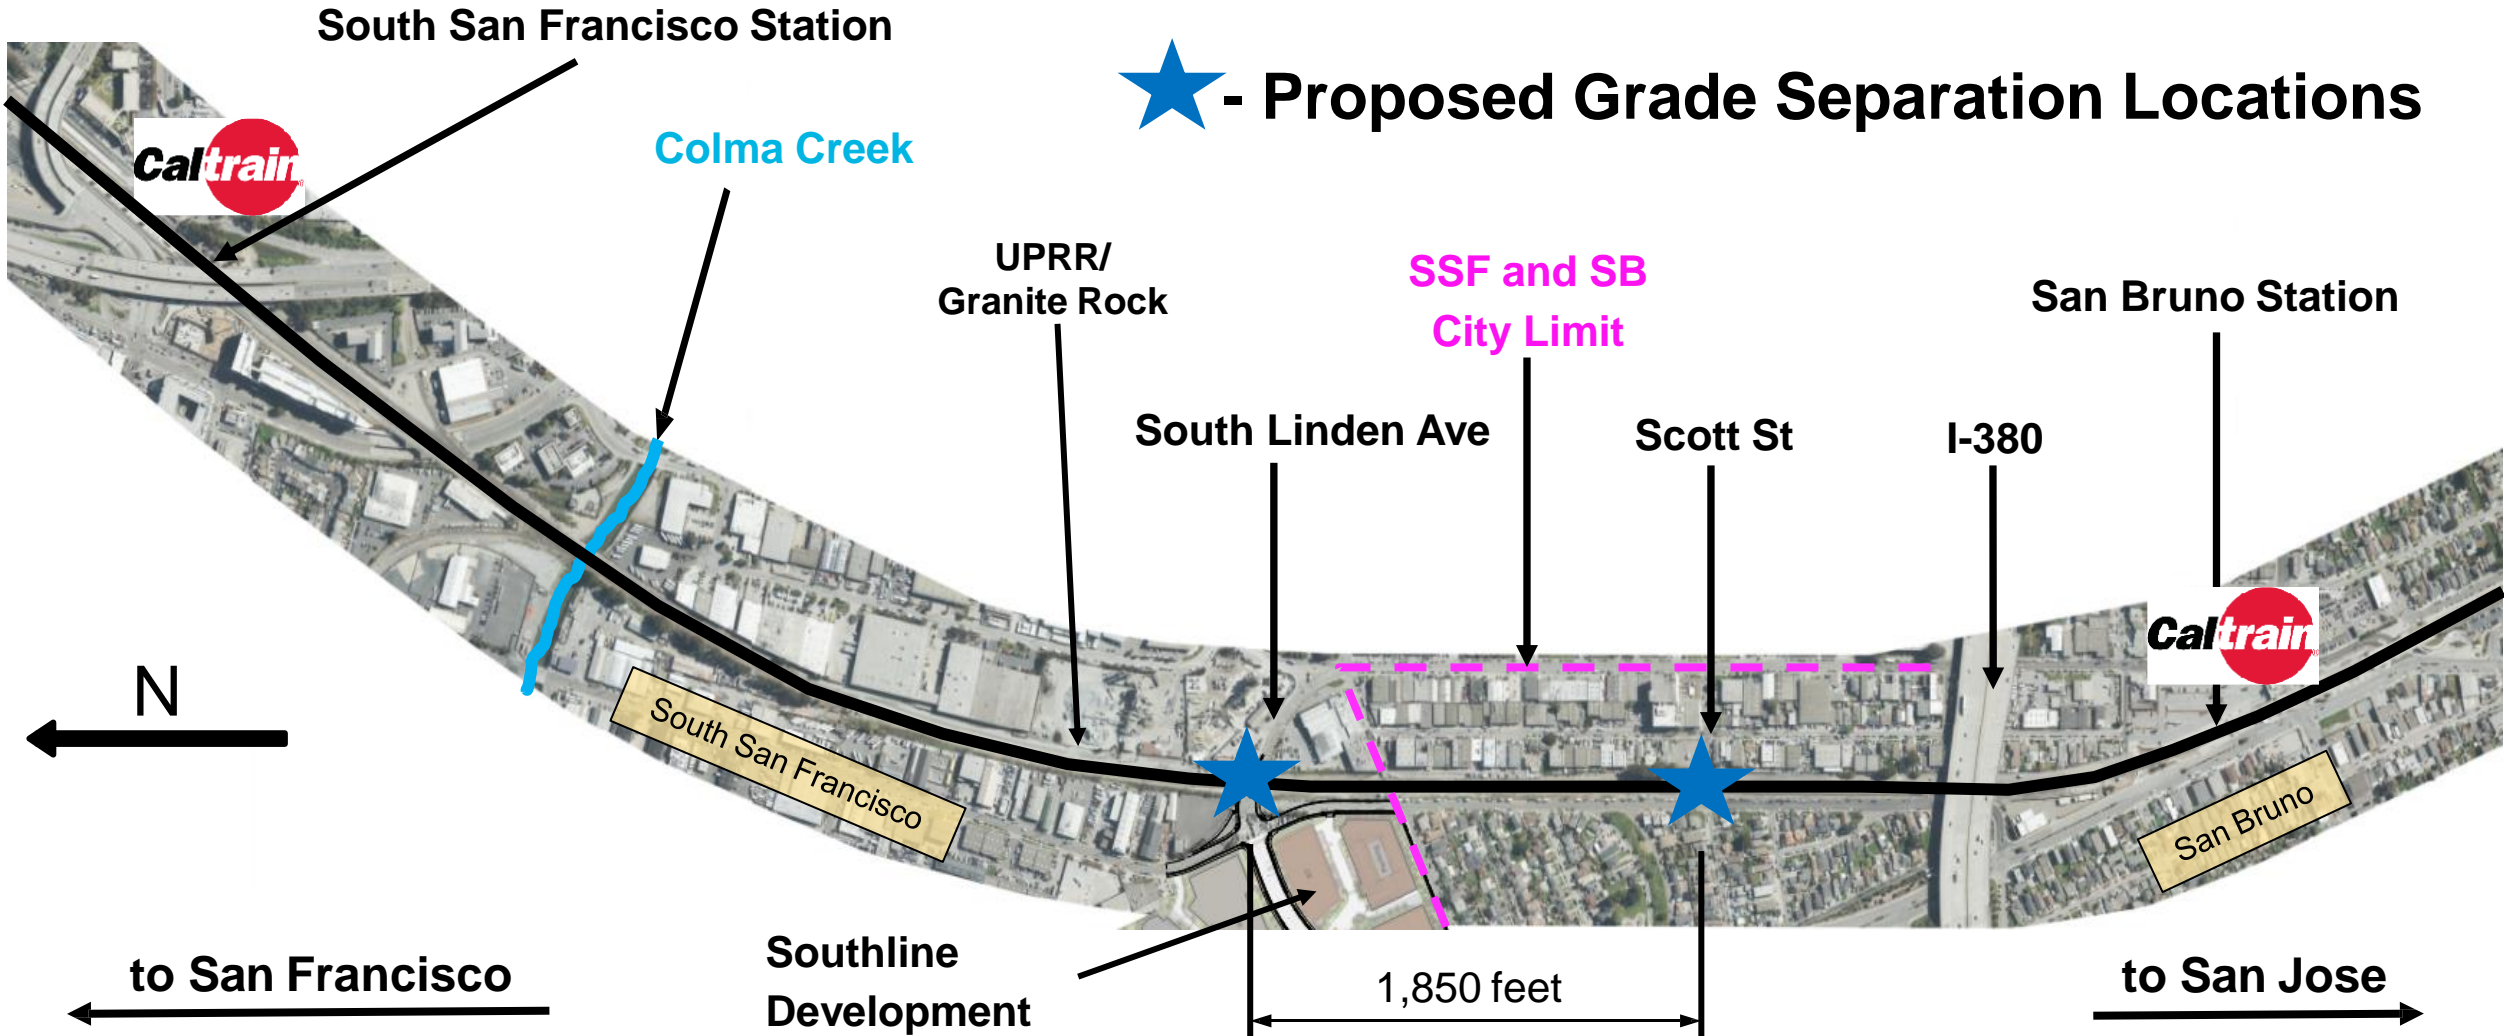 South San Francisco Station
- Proposed Grade Separation Locations
Caltrain
Colma Creek
UPRR/
Granite Rock
SSF and SB
City Limit
San Bruno Station
South Linden Ave
Scott St
I-380
Caltrain
N
South San Francisco
San Bruno
Southline
Development
to San Francisco
1,850 feet
to San Jose